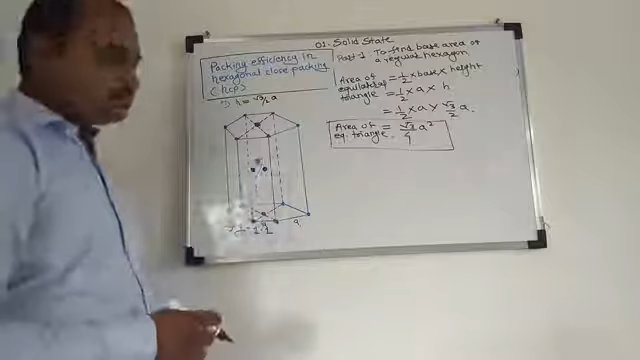 01. Solid State
Packing efficiency in
hexagonal close packing
(hcp)
⇒ h = √3/2 a
a
Part-1. To find base area of
a regular hexagon
Area of
equilateral
triangle
= 1/2 × base × height
= 1/2 × a × h
= 1/2 × a × √3/2 a.
Area of
eq. triangle. = √3/4 a²